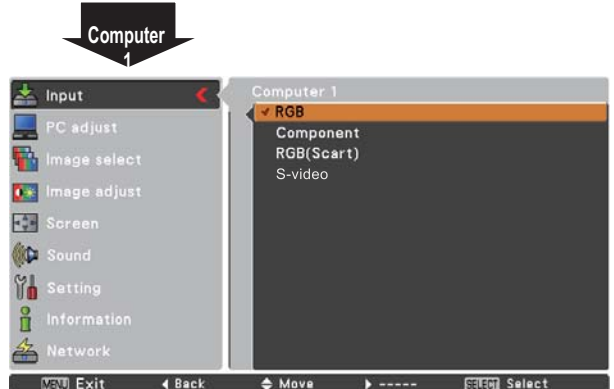 Computer
1
Input
Computer 1
RGB
Component
RGB(Scart)
S-video
PC adjust
Image select
Image adjust
Screen
Sound
Setting
Information
Network
MENU Exit
Back
Move
-----
SELECT Select